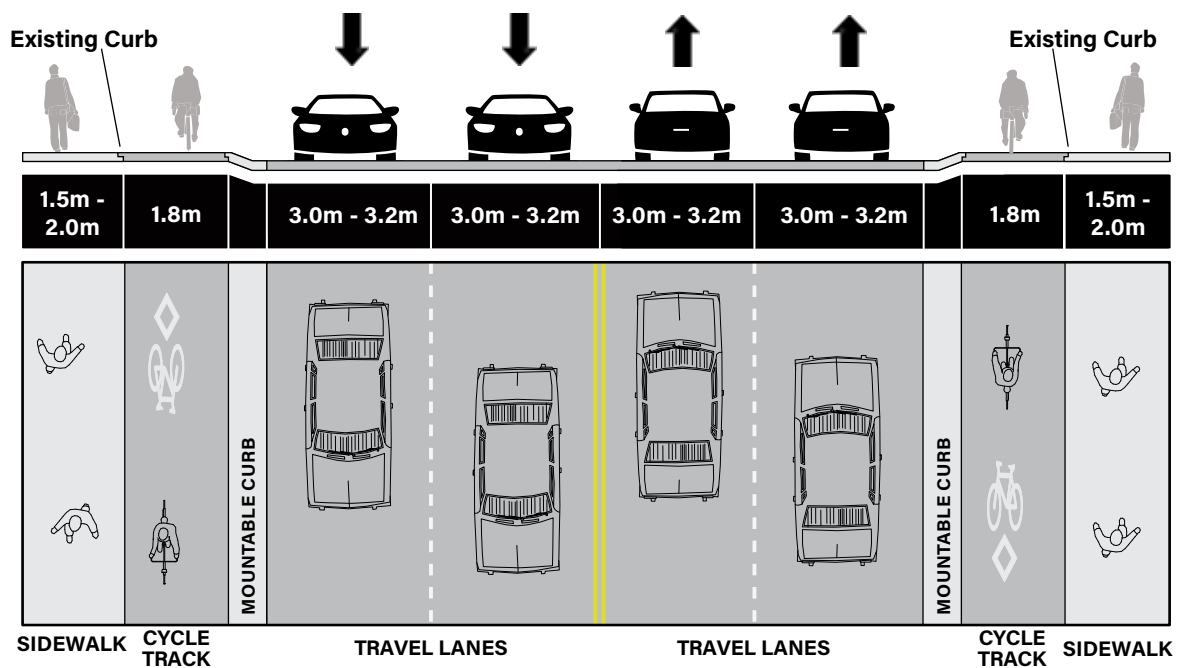 Existing Curb
Existing Curb
1.5m -
2.0m
1.8m
3.0m - 3.2m
3.0m - 3.2m
3.0m - 3.2m
3.0m - 3.2m
1.8m
1.5m -
2.0m
MOUNTABLE CURB
MOUNTABLE CURB
SIDEWALK
CYCLE
TRACK
TRAVEL LANES
TRAVEL LANES
CYCLE
TRACK
SIDEWALK